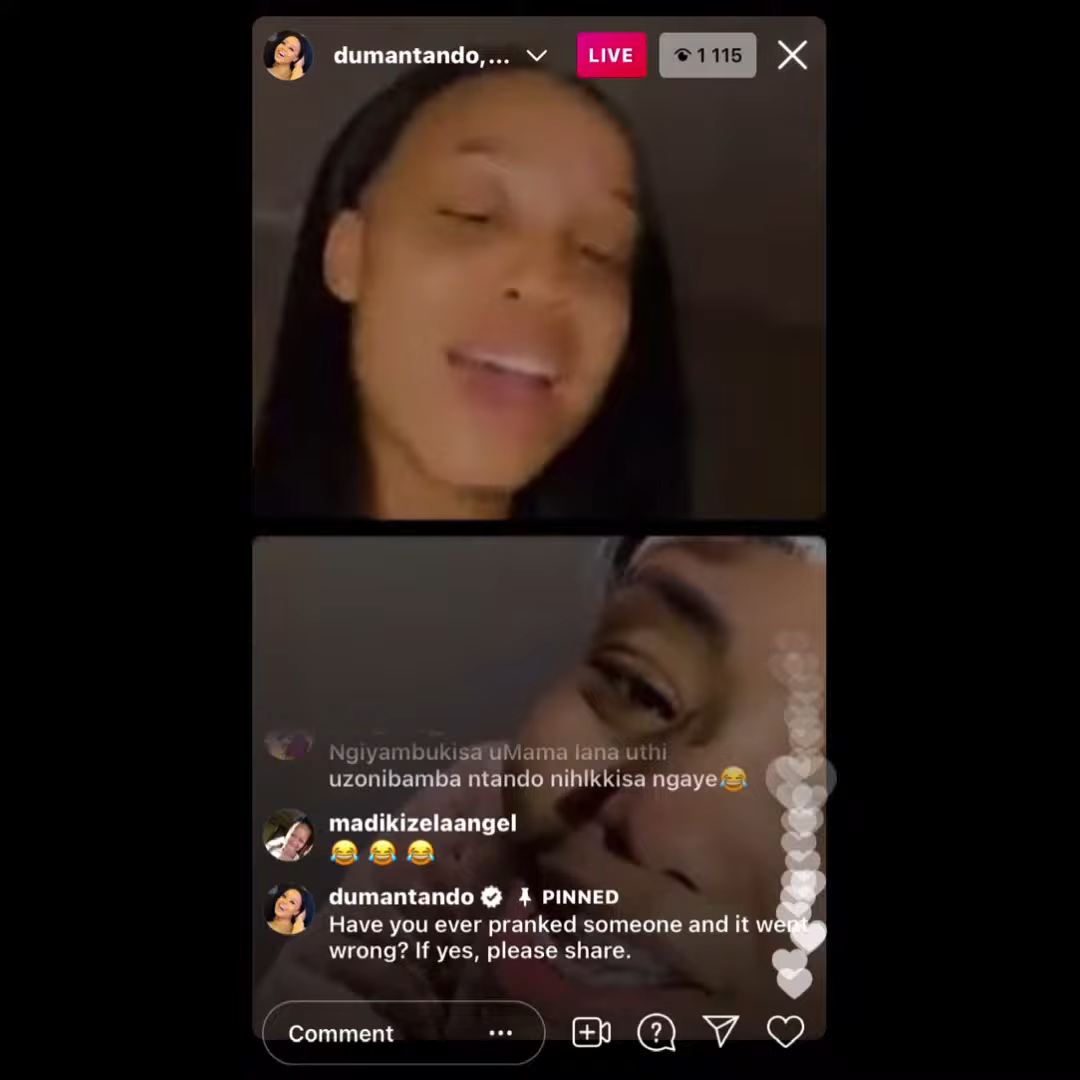 dumantando,...
LIVE
1 115
Ngiyambukisa uMama lana uthi
uzonibamba ntando nihlkkisa ngaye😂
madikizelaangel
😂 😂 😂
dumantando PINNED
Have you ever pranked someone and it went
wrong? If yes, please share.
Comment ...